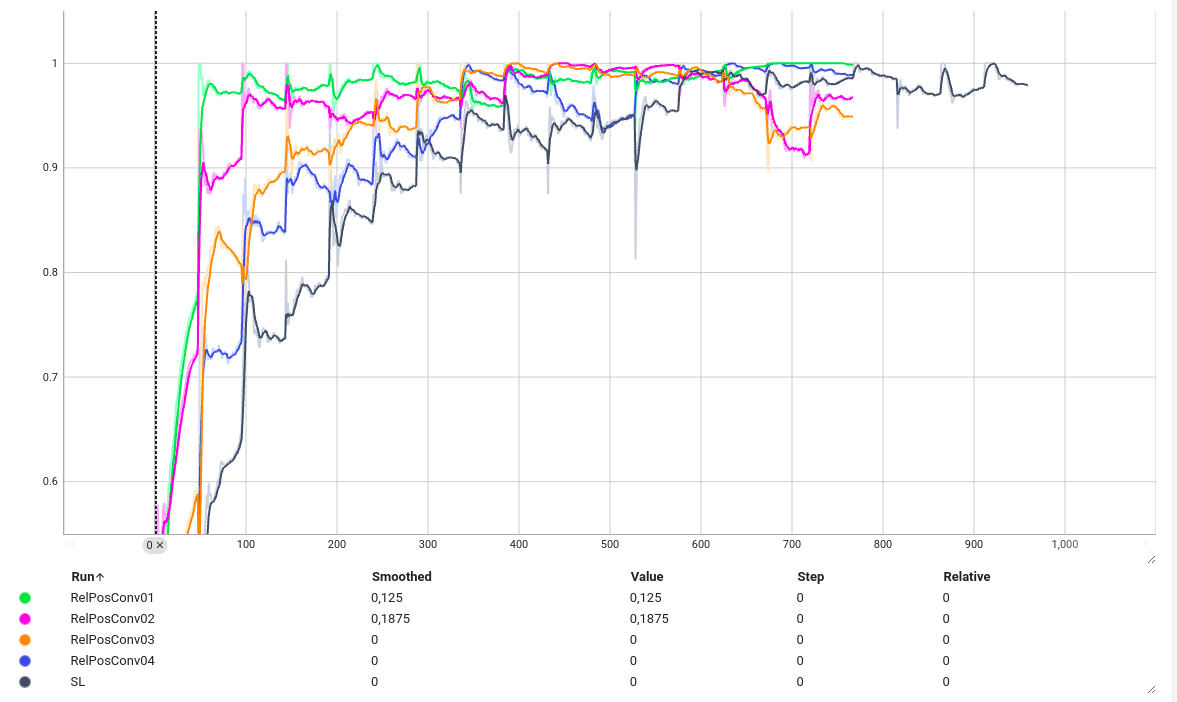 1
0.9
0.8
0.7
0.6
0 × 100 200 300 400 500 600 700 800 900 1,000
Run↑ Smoothed Value Step Relative
RelPosConv01 0,125 0,125 0 0
RelPosConv02 0,1875 0,1875 0 0
RelPosConv03 0 0 0 0
RelPosConv04 0 0 0 0
SL 0 0 0 0